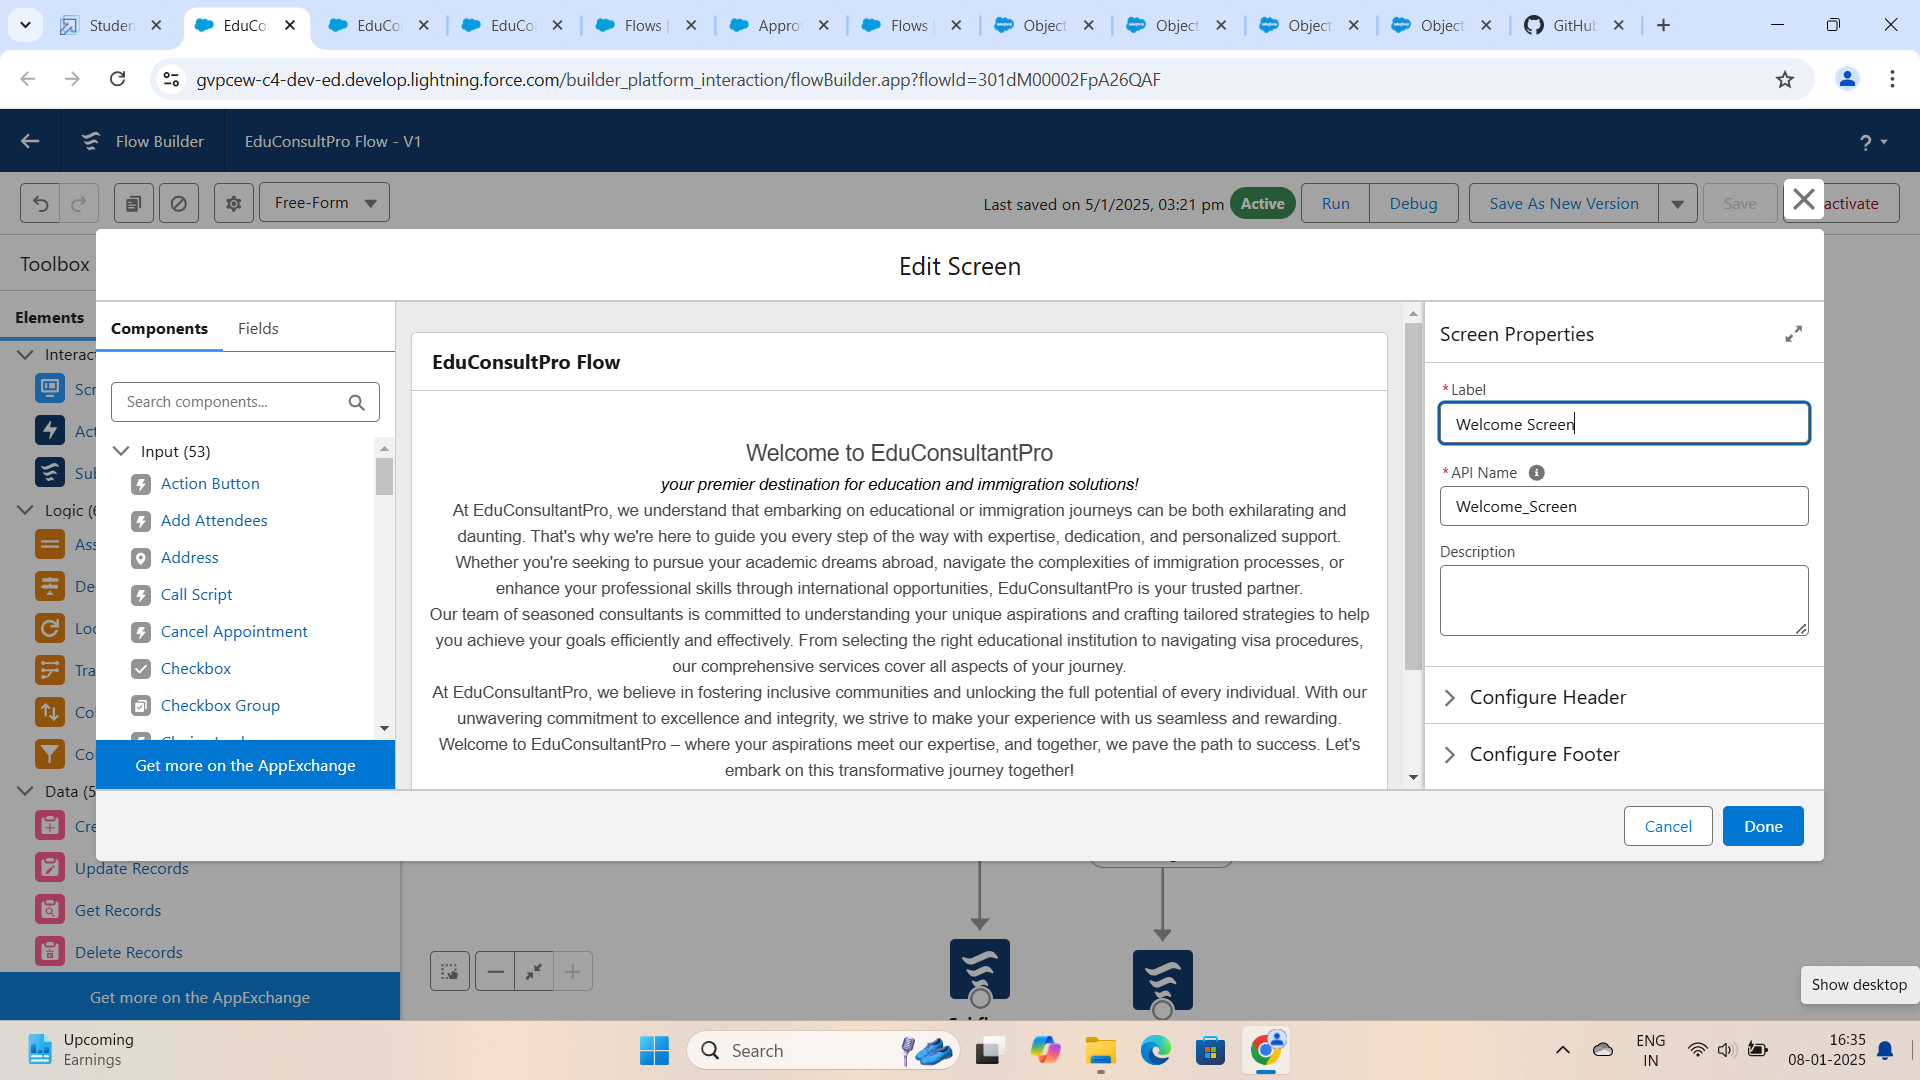 Studen
EduCo
EduCo
EduCo
Flows |
Appro
Flows |
Object
Object
Object
Object
GitHub
gvpcew-c4-dev-ed.develop.lightning.force.com/builder_platform_interaction/flowBuilder.app?flowId=301dM00002FpA26QAF
Flow Builder
EduConsultPro Flow - V1
?
Free-Form
Last saved on 5/1/2025, 03:21 pm
Active
Run
Debug
Save As New Version
Save
activate
Toolbox
Elements
Interac
Scr
Act
Sub
Logic (6
Ass
De
Loo
Tra
Col
Co
Data (5
Cre
Update Records
Get Records
Delete Records
Get more on the AppExchange
Edit Screen
Components
Fields
Search components...
Input (53)
Action Button
Add Attendees
Address
Call Script
Cancel Appointment
Checkbox
Checkbox Group
Get more on the AppExchange
EduConsultPro Flow
Welcome to EduConsultantPro
your premier destination for education and immigration solutions!
At EduConsultantPro, we understand that embarking on educational or immigration journeys can be both exhilarating and
daunting. That's why we're here to guide you every step of the way with expertise, dedication, and personalized support.
Whether you're seeking to pursue your academic dreams abroad, navigate the complexities of immigration processes, or
enhance your professional skills through international opportunities, EduConsultantPro is your trusted partner.
Our team of seasoned consultants is committed to understanding your unique aspirations and crafting tailored strategies to help
you achieve your goals efficiently and effectively. From selecting the right educational institution to navigating visa procedures,
our comprehensive services cover all aspects of your journey.
At EduConsultantPro, we believe in fostering inclusive communities and unlocking the full potential of every individual. With our
unwavering commitment to excellence and integrity, we strive to make your experience with us seamless and rewarding.
Welcome to EduConsultantPro – where your aspirations meet our expertise, and together, we pave the path to success. Let's
embark on this transformative journey together!
Screen Properties
*Label
Welcome Screen
*API Name
Welcome_Screen
Description
Configure Header
Configure Footer
Cancel
Done
Show desktop
Upcoming
Earnings
Search
ENG
IN
16:35
08-01-2025